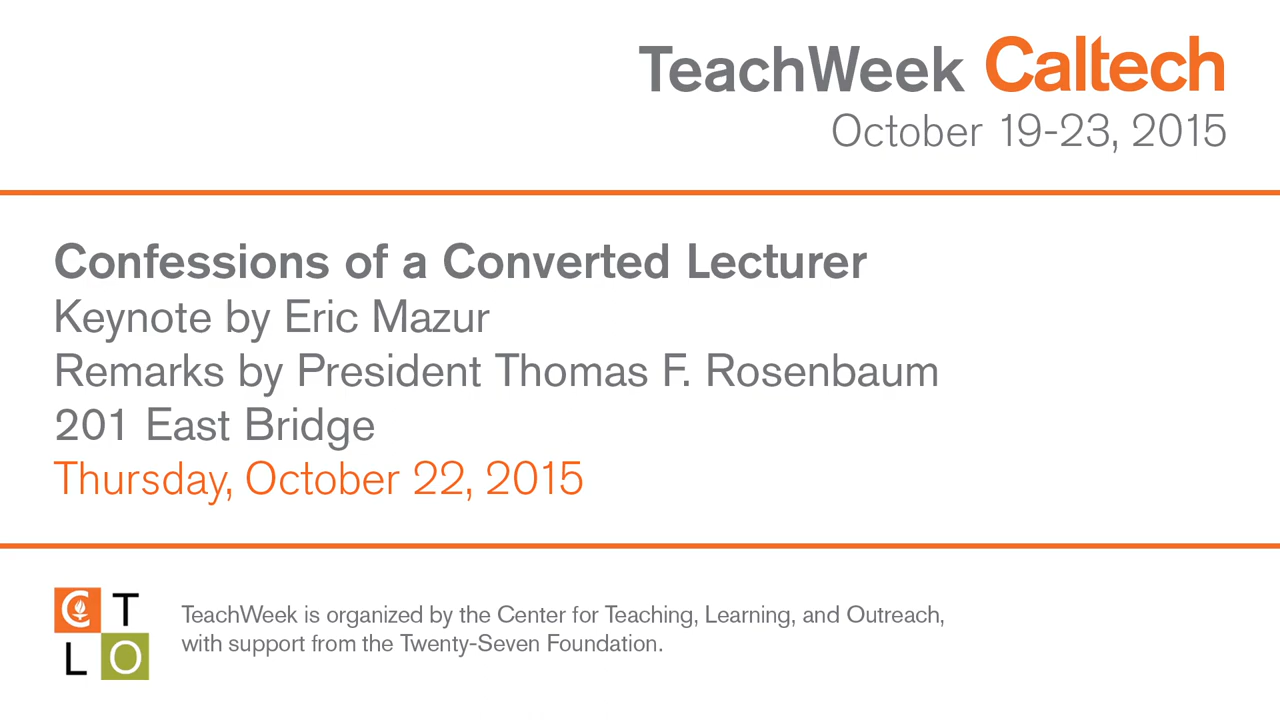 TeachWeek Caltech
October 19-23, 2015
Confessions of a Converted Lecturer
Keynote by Eric Mazur
Remarks by President Thomas F. Rosenbaum
201 East Bridge
Thursday, October 22, 2015
C T
L O
TeachWeek is organized by the Center for Teaching, Learning, and Outreach,
with support from the Twenty-Seven Foundation.